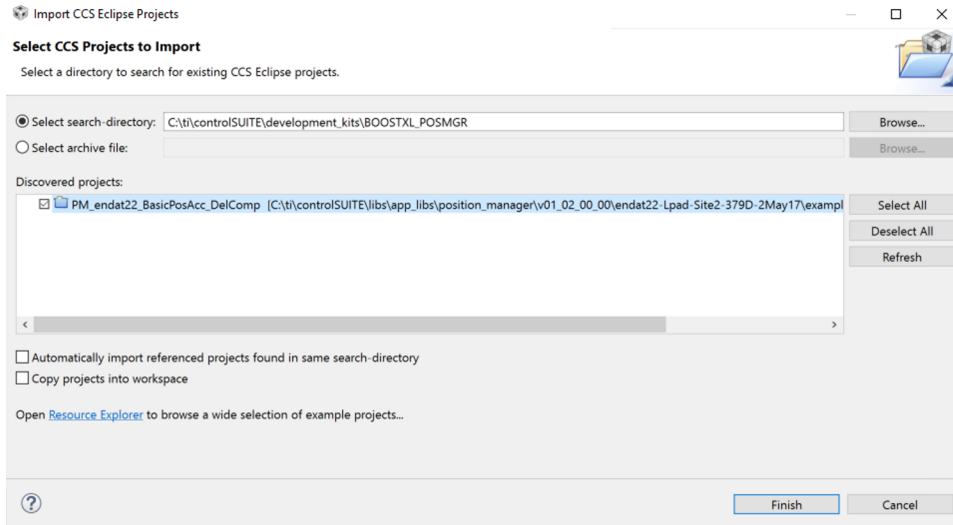 Import CCS Eclipse Projects
Select CCS Projects to Import
Select a directory to search for existing CCS Eclipse projects.
Select search-directory: C:\ti\controlSUITE\development_kits\BOOSTXL_POSMGR Browse...
Select archive file: Browse...
Discovered projects:
PM_endat22_BasicPosAcc_DelComp [C:\ti\controlSUITE\libs\app_libs\position_manager\v01_02_00_00\endat22-Lpad-Site2-379D-2May17\exampl Select All
Deselect All
Refresh
Automatically import referenced projects found in same search-directory
Copy projects into workspace
Open Resource Explorer to browse a wide selection of example projects...
? Finish Cancel